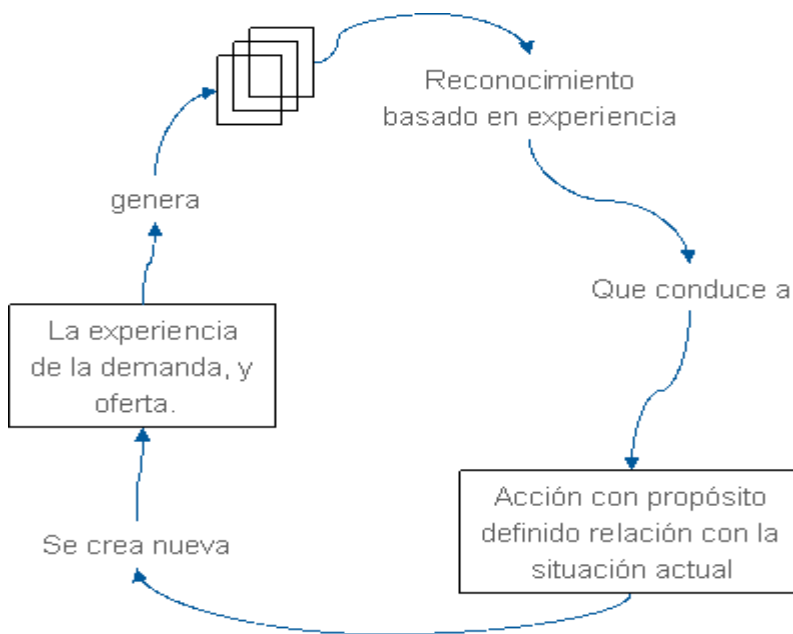 Reconocimiento
basado en experiencia
genera
Que conduce a
La experiencia
de la demanda, y
oferta.
Acción con propósito
definido relación con la
situación actual
Se crea nueva